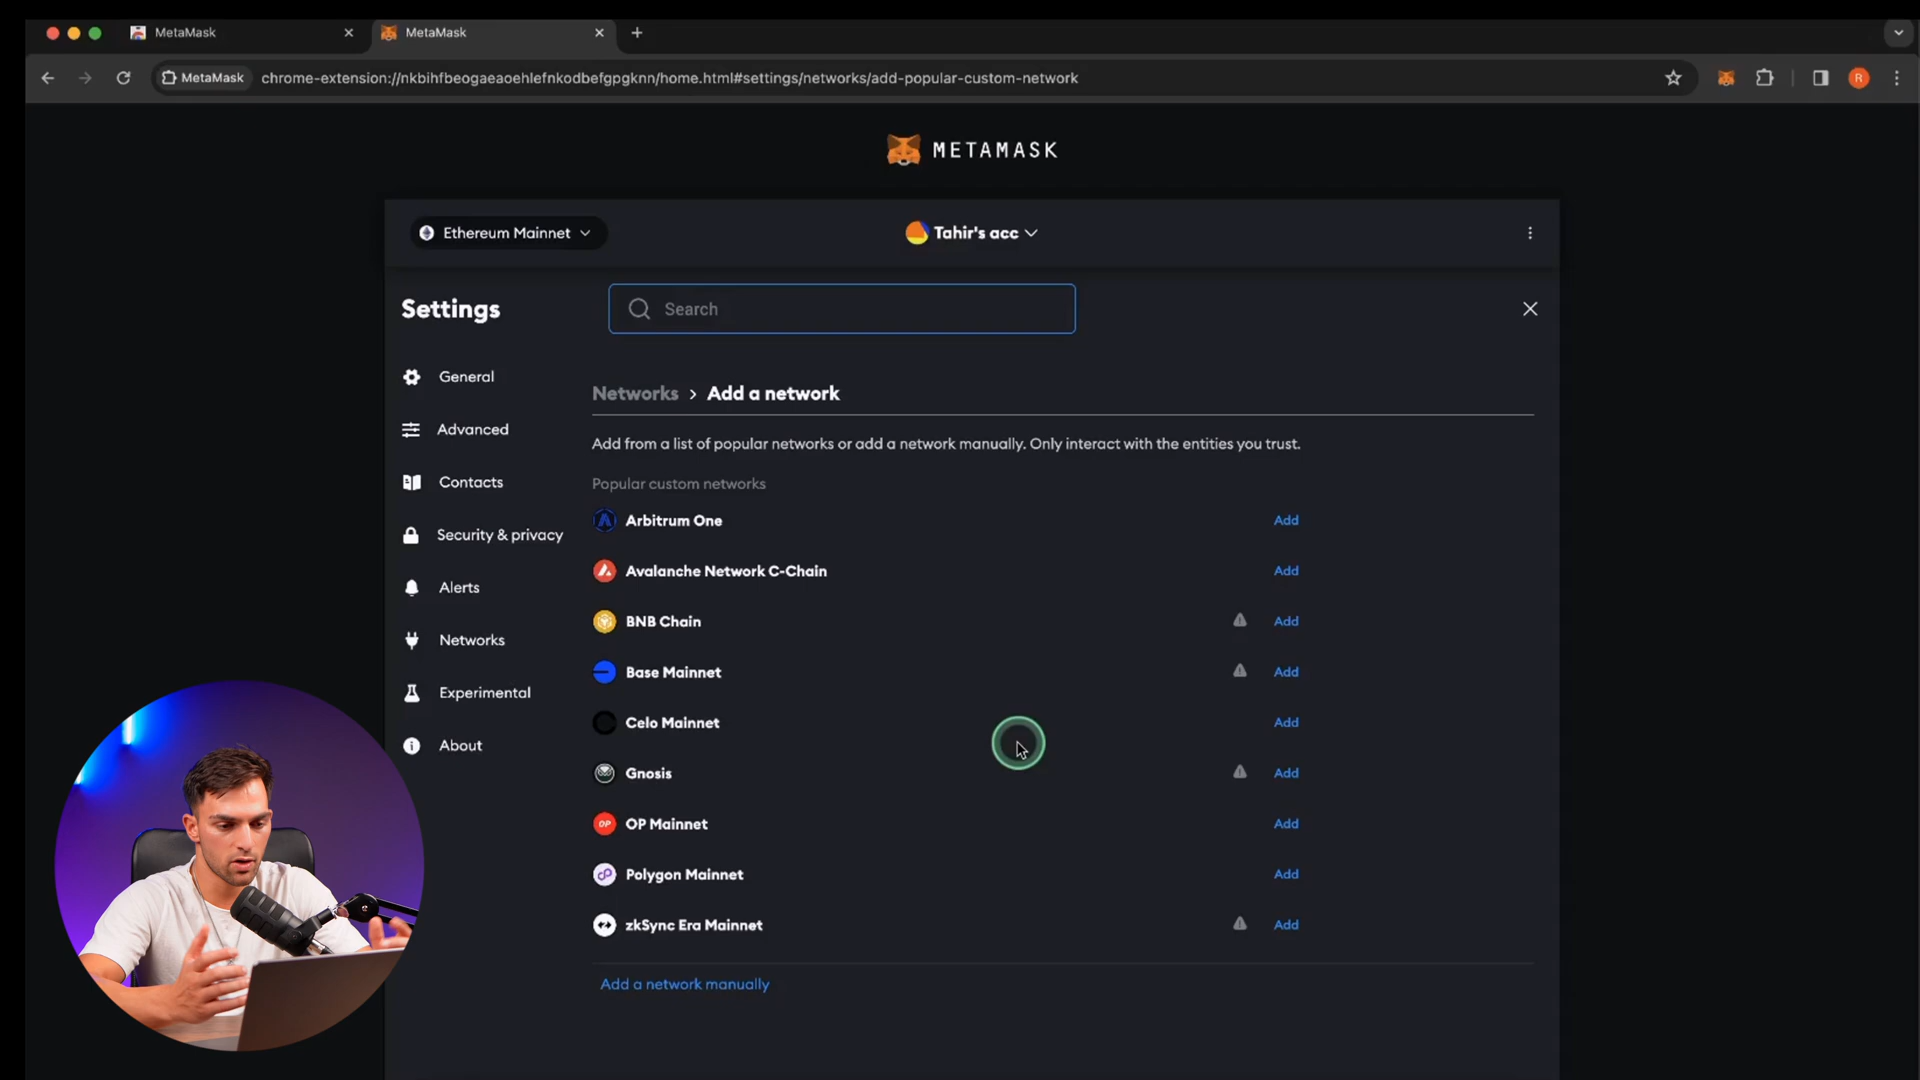 MetaMask
MetaMask
MetaMask chrome-extension://nkbihfbeogaeaoehlefnkodbefgpgknn/home.html#settings/networks/add-popular-custom-network
R
METAMASK
Ethereum Mainnet
Tahir's acc
Settings
Search
General
Advanced
Contacts
Security & privacy
Alerts
Networks
Experimental
About
Networks > Add a network
Add from a list of popular networks or add a network manually. Only interact with the entities you trust.
Popular custom networks
Arbitrum One Add
Avalanche Network C-Chain Add
BNB Chain Add
Base Mainnet Add
Celo Mainnet Add
Gnosis Add
OP OP Mainnet Add
Polygon Mainnet Add
zkSync Era Mainnet Add
Add a network manually